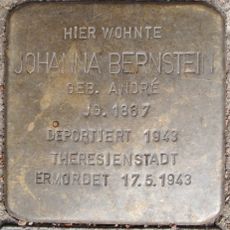 HIER WOHNTE
JOHANNA BERNSTEIN
GEB. ANDRÉ
JG. 1867
DEPORTIERT 1943
THERESIENSTADT
ERMORDET 17.5.1943